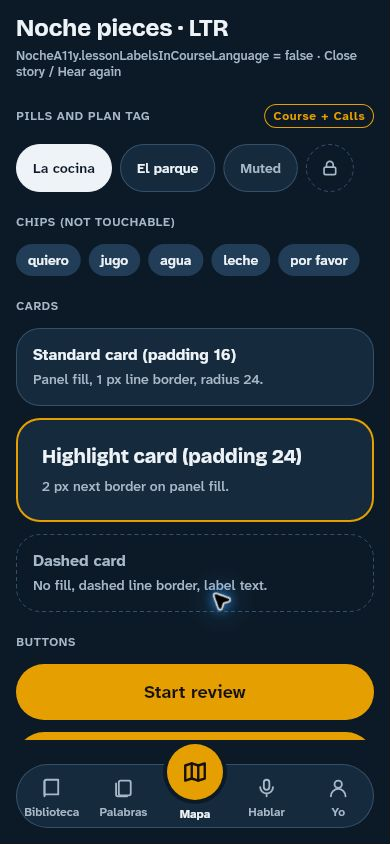 Noche pieces · LTR
NocheA11y.lessonLabelsInCourseLanguage = false · Close
story / Hear again
PILLS AND PLAN TAG
Course + Calls
La cocina
El parque
Muted
CHIPS (NOT TOUCHABLE)
quiero
jugo
agua
leche
por favor
CARDS
Standard card (padding 16)
Panel fill, 1 px line border, radius 24.
Highlight card (padding 24)
2 px next border on panel fill.
Dashed card
No fill, dashed line border, label text.
BUTTONS
Start review
Biblioteca
Palabras
Mapa
Hablar
Yo